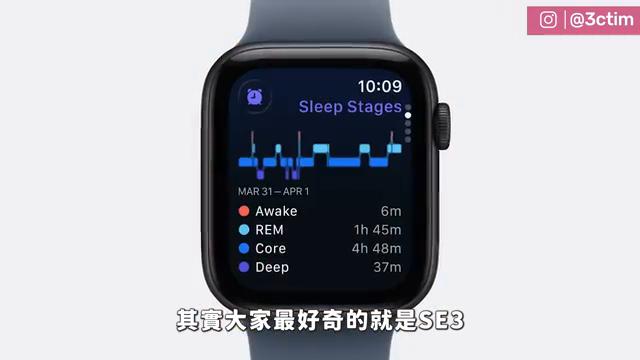 @3ctim
10:09
Sleep Stages
MAR 31 – APR 1
Awake 6m
REM 1h 45m
Core 4h 48m
Deep 37m
其實大家最好奇的就是SE3